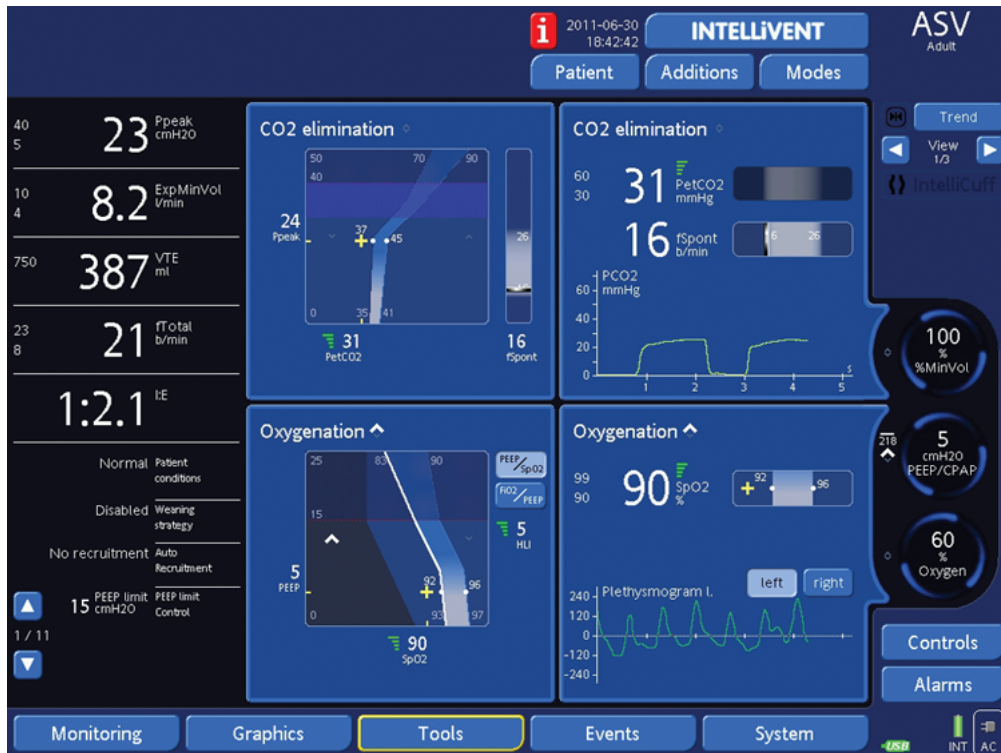 i
2011-06-30
18:42:42
INTELLiVENT
ASV
Adult
Patient
Additions
Modes
40
5
23
Ppeak
cmH2O
10
4
8.2
ExpMinVol
l/min
750
387
VTE
ml
23
8
21
fTotal
b/min
1:2.1
I:E
Normal
Patient
conditions
Disabled
Weaning
strategy
No recruitment
Auto
Recruitment
15
PEEP limit
cmH2O
PEEP limit
Control
1 / 11
CO2 elimination
50
70
90
40
24
Ppeak
37
45
0
35
41
31
PetCO2
26
16
fSpont
CO2 elimination
60
30
31
PetCO2
mmHg
16
fSpont
b/min
6
26
PCO2
60
mmHg
40
20
0
1
2
3
4
5
s
Oxygenation
25
83
90
15
5
PEEP
92
96
0
93
97
PEEP/SpO2
FiO2/PEEP
5
HLI
90
SpO2
Oxygenation
99
90
90
SpO2
%
92
96
left
right
240
Plethysmogram l.
120
0
-120
-240
Trend
View
1/3
IntelliCuff
100
%
%MinVol
218
5
cmH2O
PEEP/CPAP
60
%
Oxygen
Controls
Alarms
Monitoring
Graphics
Tools
Events
System
USB
INT
AC